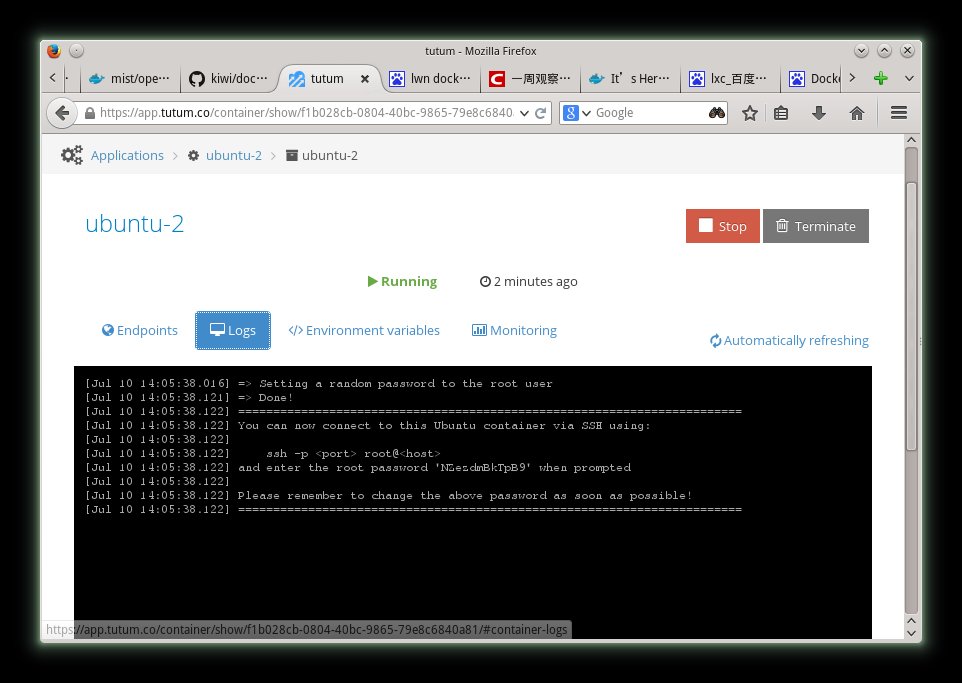 tutum - Mozilla Firefox
mist/ope··· kiwi/doc··· tutum lwn dock··· 一周观察··· It's Her··· lxc_百度··· Docke
https://app.tutum.co/container/show/f1b028cb-0804-40bc-9865-79e8c6840. Google
Applications > ubuntu-2 > ubuntu-2
ubuntu-2
Stop Terminate
Running 2 minutes ago
Endpoints Logs </> Environment variables Monitoring
Automatically refreshing
[Jul 10 14:05:38.016] => Setting a random password to the root user
[Jul 10 14:05:38.121] => Done!
[Jul 10 14:05:38.122] ========================================================================
[Jul 10 14:05:38.122] You can now connect to this Ubuntu container via SSH using:
[Jul 10 14:05:38.122]
ssh -p <port> root@<host>
[Jul 10 14:05:38.122] and enter the root password 'NZezdmBkTpB9' when prompted
[Jul 10 14:05:38.122]
[Jul 10 14:05:38.122] Please remember to change the above password as soon as possible!
[Jul 10 14:05:38.122] ========================================================================
https://app.tutum.co/container/show/f1b028cb-0804-40bc-9865-79e8c6840a81/#container-logs